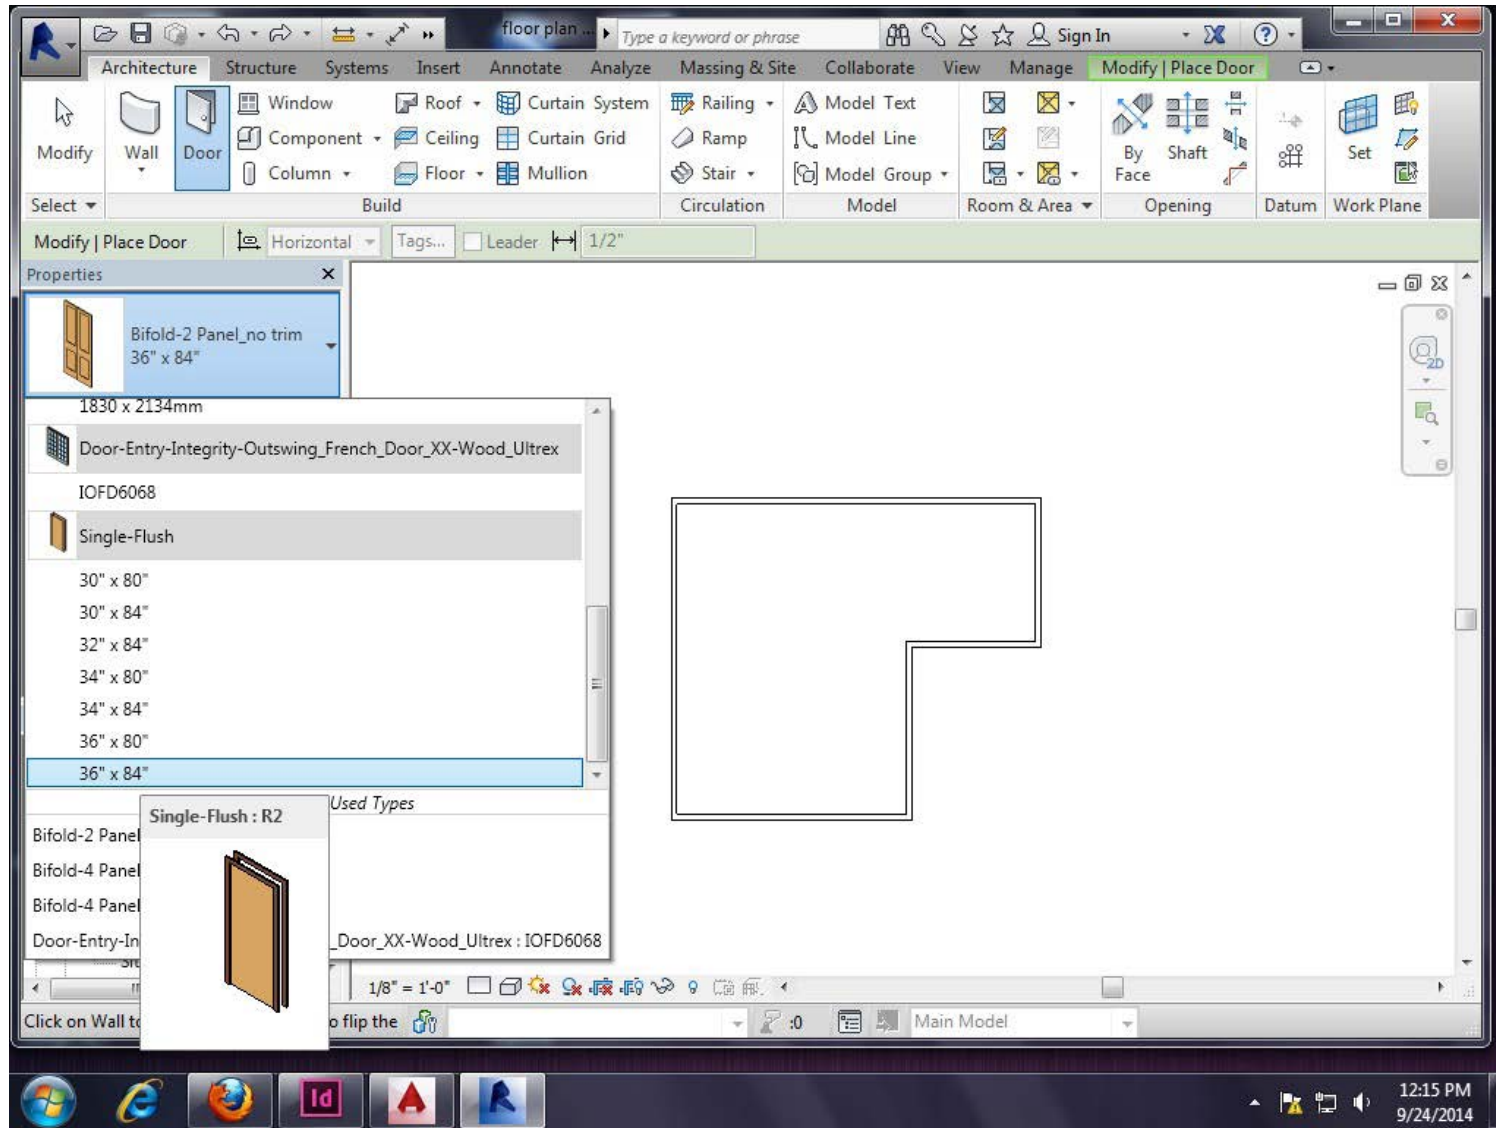 floor plan ...
Type a keyword or phrase
Sign In
Architecture Structure Systems Insert Annotate Analyze Massing & Site Collaborate View Manage Modify | Place Door
Modify
Wall
Door
Window
Component
Column
Roof
Ceiling
Floor
Curtain System
Curtain Grid
Mullion
Railing
Ramp
Stair
Model Text
Model Line
Model Group
By
Face
Shaft
Set
Select Build Circulation Model Room & Area Opening Datum Work Plane
Modify | Place Door Horizontal Tags... Leader 1/2"
Properties
Bifold-2 Panel_no trim
36" x 84"
2D
1830 x 2134mm
Door-Entry-Integrity-Outswing_French_Door_XX-Wood_Ultrex
IOFD6068
Single-Flush
30" x 80"
30" x 84"
32" x 84"
34" x 80"
34" x 84"
36" x 80"
36" x 84"
Used Types
Single-Flush : R2
Bifold-2 Panel
Bifold-4 Panel
Bifold-4 Panel
Door-Entry-In _Door_XX-Wood_Ultrex : IOFD6068
1/8" = 1'-0"
Click on Wall to o flip the :0 Main Model
Id
12:15 PM
9/24/2014